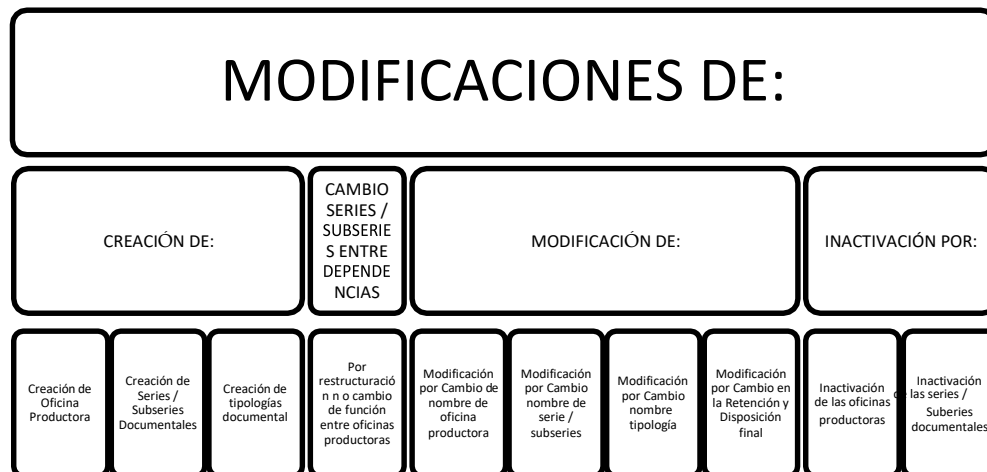 MODIFICACIONES DE:
CREACIÓN DE:
CAMBIO
SERIES /
SUBSERIE
S ENTRE
DEPENDE
NCIAS
MODIFICACIÓN DE:
INACTIVACIÓN POR:
Creación de
Oficina
Productora
Creación de
Series /
Subseries
Documentales
Creación de
tipologías
documental
Por
restructuració
n n o cambio
de función
entre oficinas
productoras
Modificación
por Cambio de
nombre de
oficina
productora
Modificación
por Cambio
nombre de
serie /
subseries
Modificación
por Cambio
nombre
tipología
Modificación
por Cambio en
la Retención y
Disposición
final
Inactivación
de las oficinas
productoras
Inactivación
de las series /
Suberies
documentales